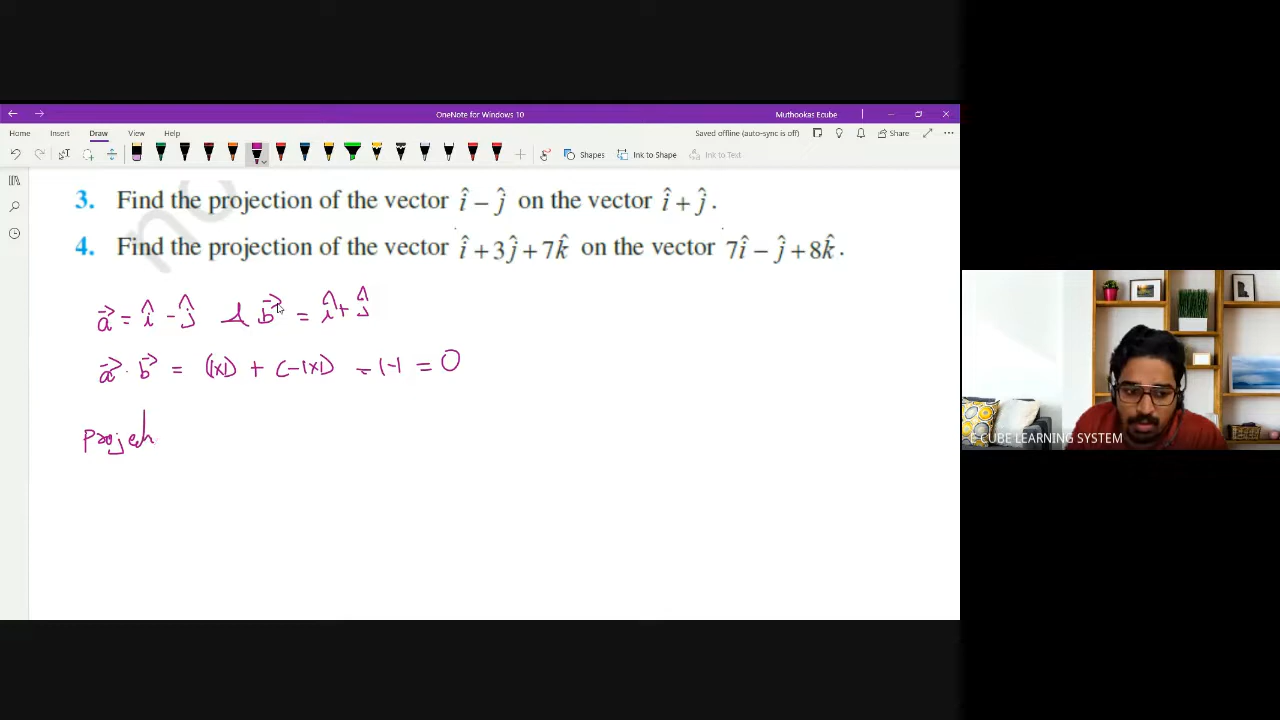 OneNote for Windows 10
Muthookas Ecube
Home Insert Draw View Help
Saved offline (auto-sync is off)
Share
Shapes
Ink to Shape
Ink to Text
3. Find the projection of the vector î − ĵ on the vector î + ĵ.
4. Find the projection of the vector î + 3ĵ + 7k̂ on the vector 7î − ĵ + 8k̂.
a⃗ = î − ĵ & b⃗ = î + ĵ
a⃗ · b⃗ = (1×1) + (−1×1) = 1−1 = 0
Projec
E CUBE LEARNING SYSTEM